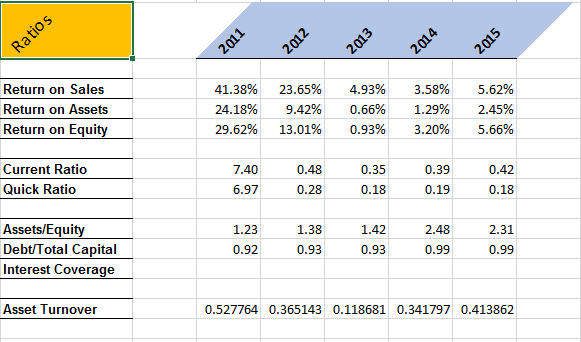 Ratios 2011 2012 2013 2014 2015
Return on Sales 41.38% 23.65% 4.93% 3.58% 5.62%
Return on Assets 24.18% 9.42% 0.66% 1.29% 2.45%
Return on Equity 29.62% 13.01% 0.93% 3.20% 5.66%
Current Ratio 7.40 0.48 0.35 0.39 0.42
Quick Ratio 6.97 0.28 0.18 0.19 0.18
Assets/Equity 1.23 1.38 1.42 2.48 2.31
Debt/Total Capital 0.92 0.93 0.93 0.99 0.99
Interest Coverage
Asset Turnover 0.527764 0.365143 0.118681 0.341797 0.413862